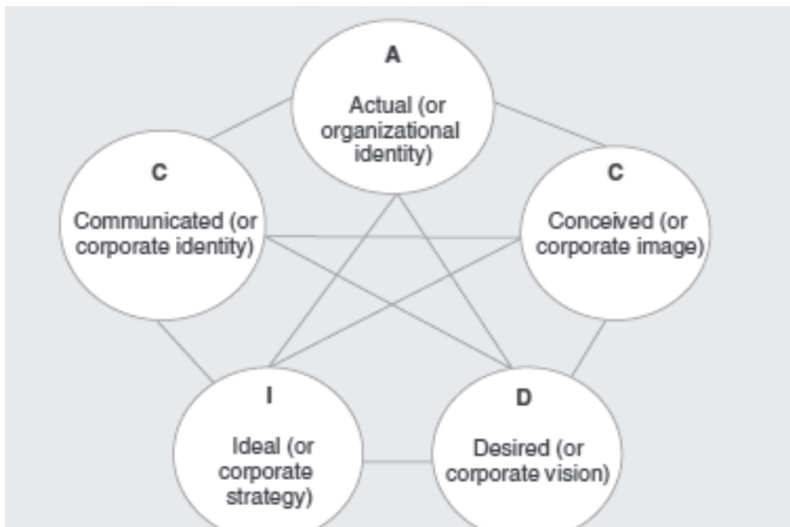 A
Actual (or
organizational
identity)
C
Communicated (or
corporate identity)
C
Conceived (or
corporate image)
I
Ideal (or
corporate
strategy)
D
Desired (or
corporate vision)